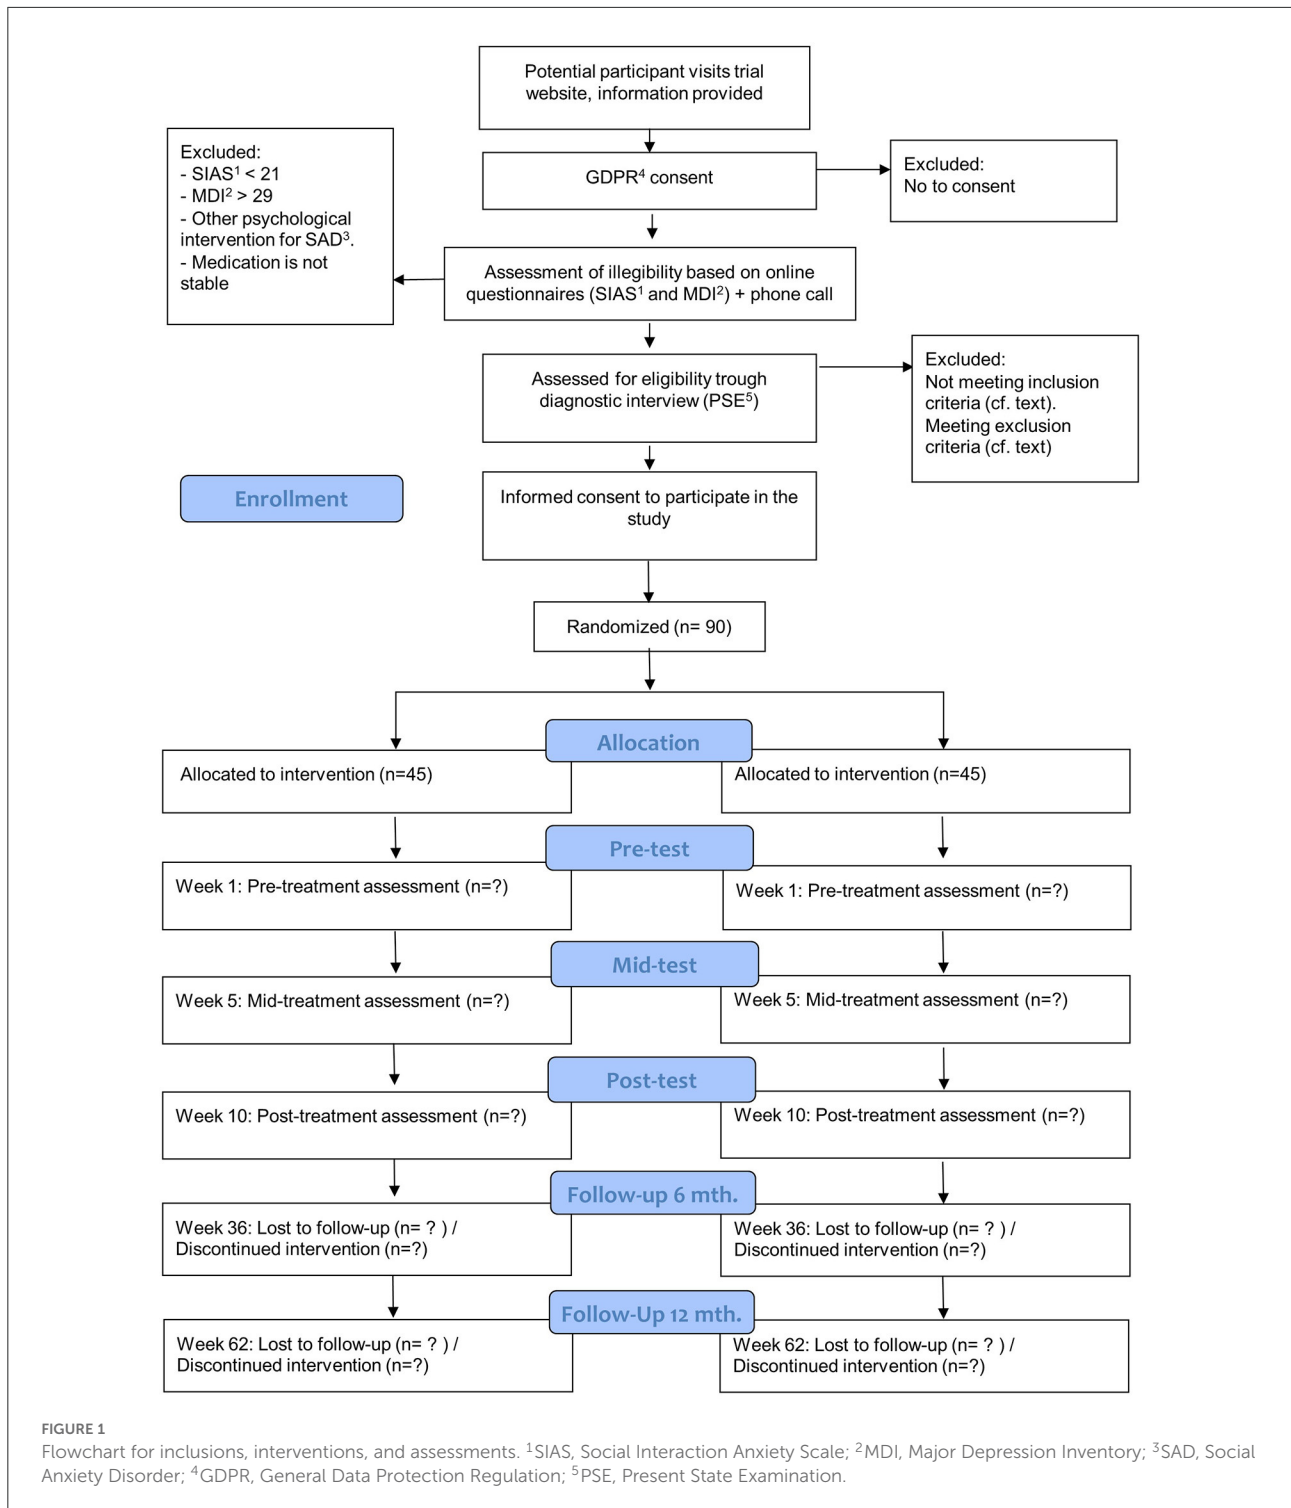 Potential participant visits trial
website, information provided
Excluded:
- SIAS¹ < 21
- MDI² > 29
- Other psychological
intervention for SAD³.
- Medication is not
stable
GDPR⁴ consent
Excluded:
No to consent
Assessment of illegibility based on online
questionnaires (SIAS¹ and MDI²) + phone call
Assessed for eligibility trough
diagnostic interview (PSE⁵)
Excluded:
Not meeting inclusion
criteria (cf. text).
Meeting exclusion
criteria (cf. text)
Enrollment
Informed consent to participate in the
study
Randomized (n= 90)
Allocation
Allocated to intervention (n=45)
Allocated to intervention (n=45)
Pre-test
Week 1: Pre-treatment assessment (n=?)
Week 1: Pre-treatment assessment (n=?)
Mid-test
Week 5: Mid-treatment assessment (n=?)
Week 5: Mid-treatment assessment (n=?)
Post-test
Week 10: Post-treatment assessment (n=?)
Week 10: Post-treatment assessment (n=?)
Follow-up 6 mth.
Week 36: Lost to follow-up (n= ? ) /
Discontinued intervention (n=?)
Week 36: Lost to follow-up (n= ? ) /
Discontinued intervention (n=?)
Follow-Up 12 mth.
Week 62: Lost to follow-up (n= ? ) /
Discontinued intervention (n=?)
Week 62: Lost to follow-up (n= ? ) /
Discontinued intervention (n=?)
FIGURE 1
Flowchart for inclusions, interventions, and assessments. ¹SIAS, Social Interaction Anxiety Scale; ²MDI, Major Depression Inventory; ³SAD, Social
Anxiety Disorder; ⁴GDPR, General Data Protection Regulation; ⁵PSE, Present State Examination.